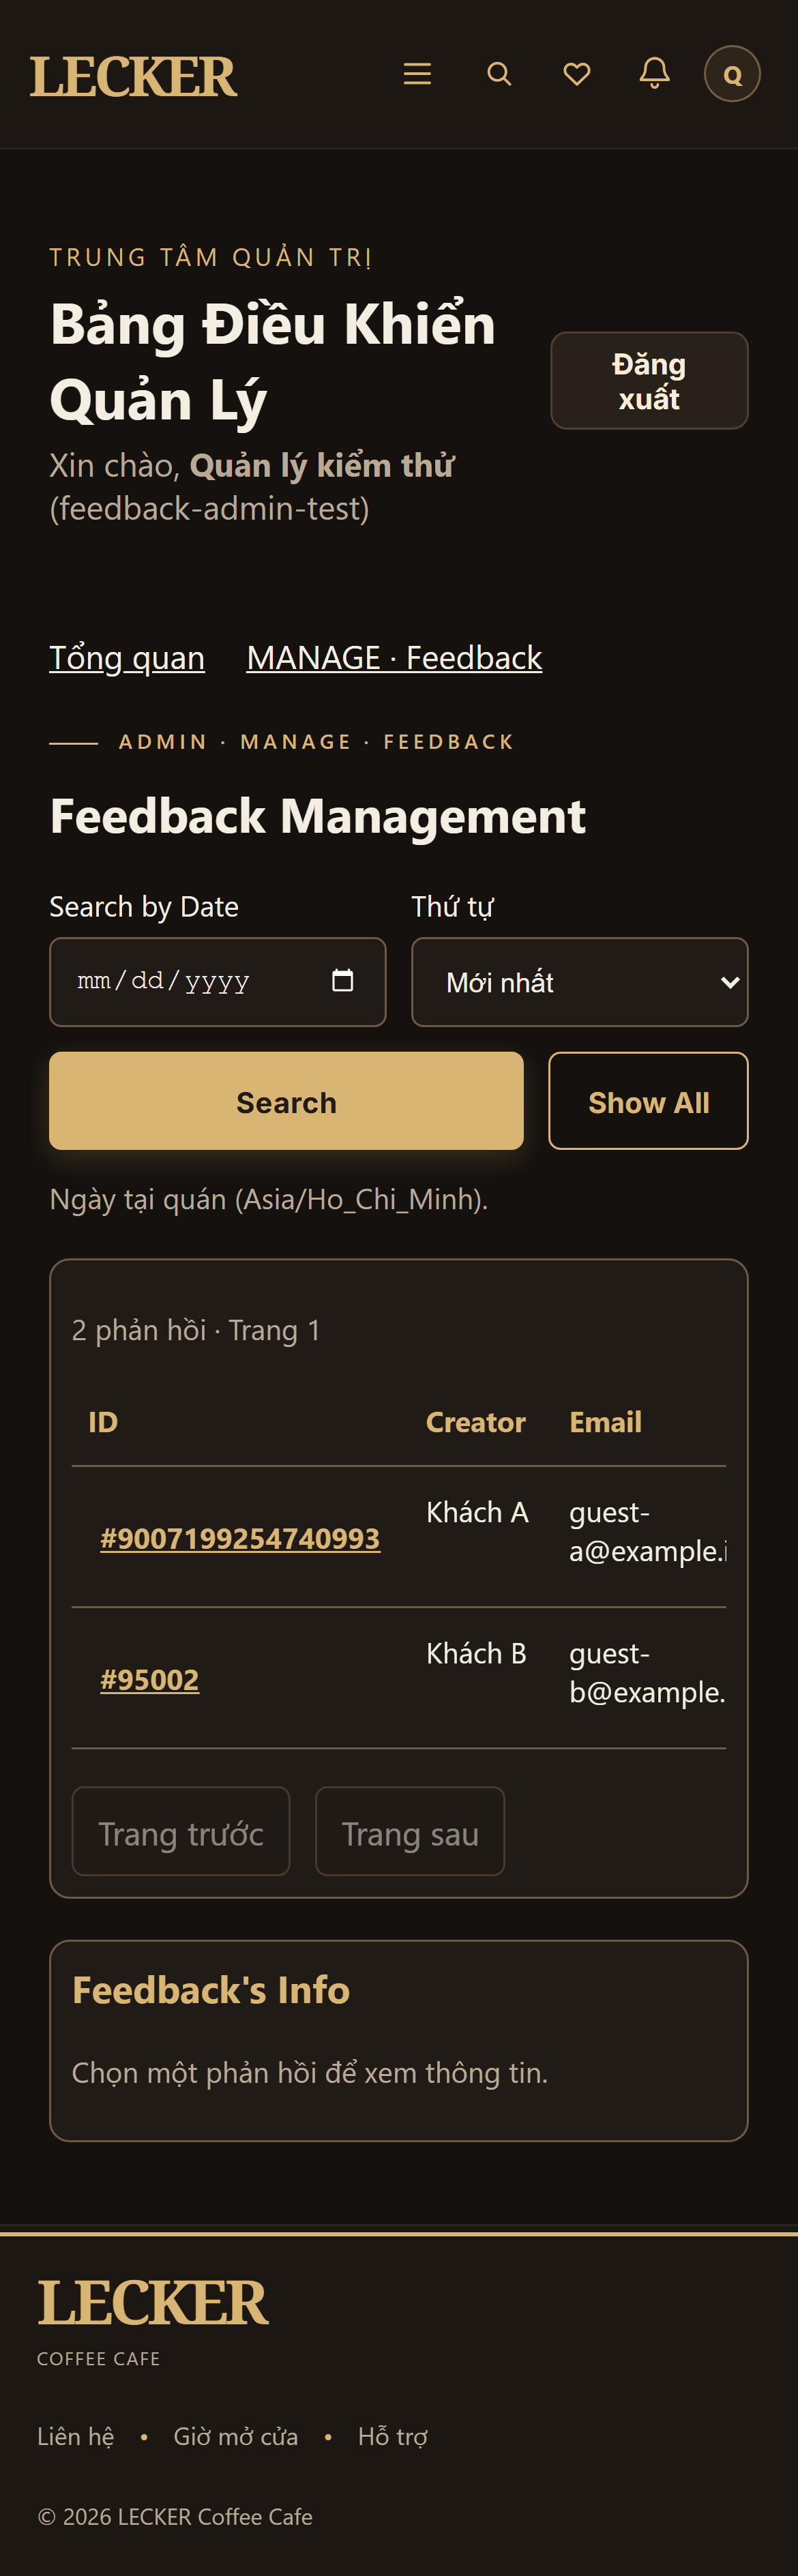 LECKER
Q
TRUNG TÂM QUẢN TRỊ
Bảng Điều Khiển
Quản Lý
Đăng
xuất
Xin chào, Quản lý kiểm thử
(feedback-admin-test)
Tổng quan MANAGE · Feedback
ADMIN · MANAGE · FEEDBACK
Feedback Management
Search by Date Thứ tự
mm/dd/yyyy Mới nhất
Search Show All
Ngày tại quán (Asia/Ho_Chi_Minh).
2 phản hồi · Trang 1
ID Creator Email
#9007199254740993 Khách A guest-
a@example.i
#95002 Khách B guest-
b@example.
Trang trước Trang sau
Feedback's Info
Chọn một phản hồi để xem thông tin.
LECKER
COFFEE CAFE
Liên hệ • Giờ mở cửa • Hỗ trợ
© 2026 LECKER Coffee Cafe